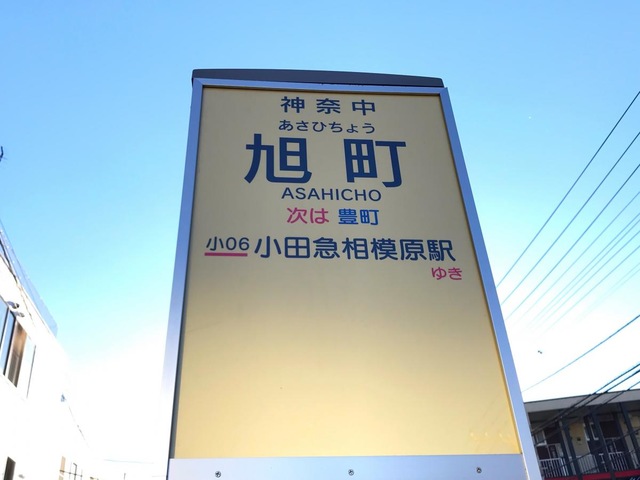 神奈中
あさひちょう
旭町
ASAHICHO
次は 豊町
小06 小田急相模原駅
ゆき